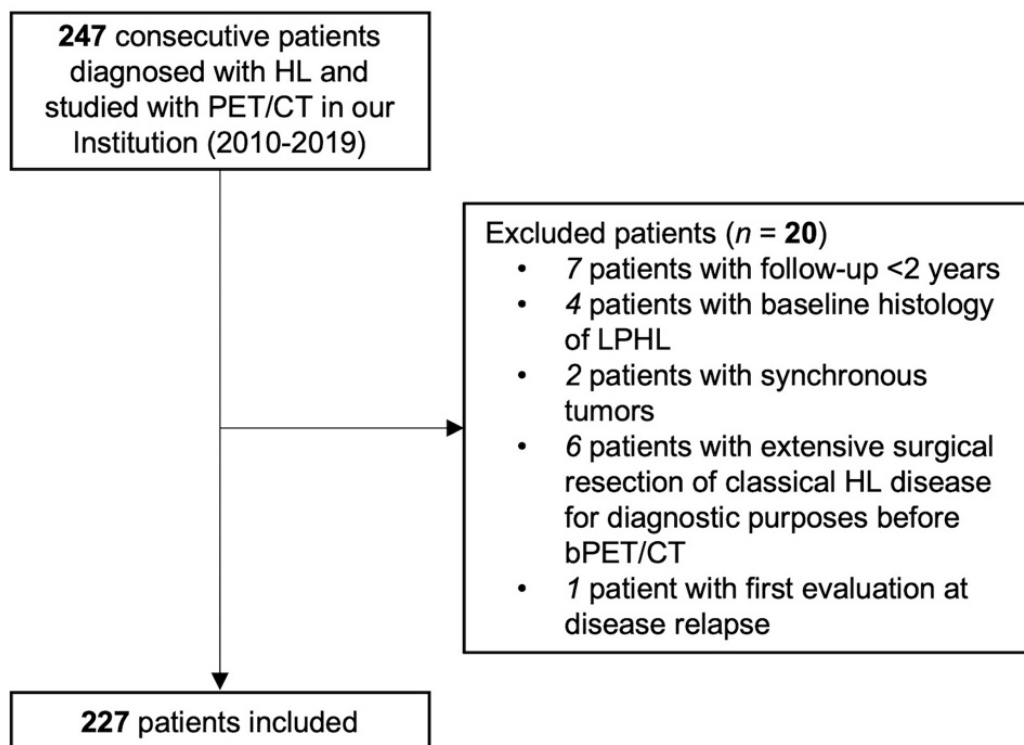 247 consecutive patients
diagnosed with HL and
studied with PET/CT in our
Institution (2010-2019)
Excluded patients (n = 20)
• 7 patients with follow-up <2 years
• 4 patients with baseline histology
of LPHL
• 2 patients with synchronous
tumors
• 6 patients with extensive surgical
resection of classical HL disease
for diagnostic purposes before
bPET/CT
• 1 patient with first evaluation at
disease relapse
227 patients included